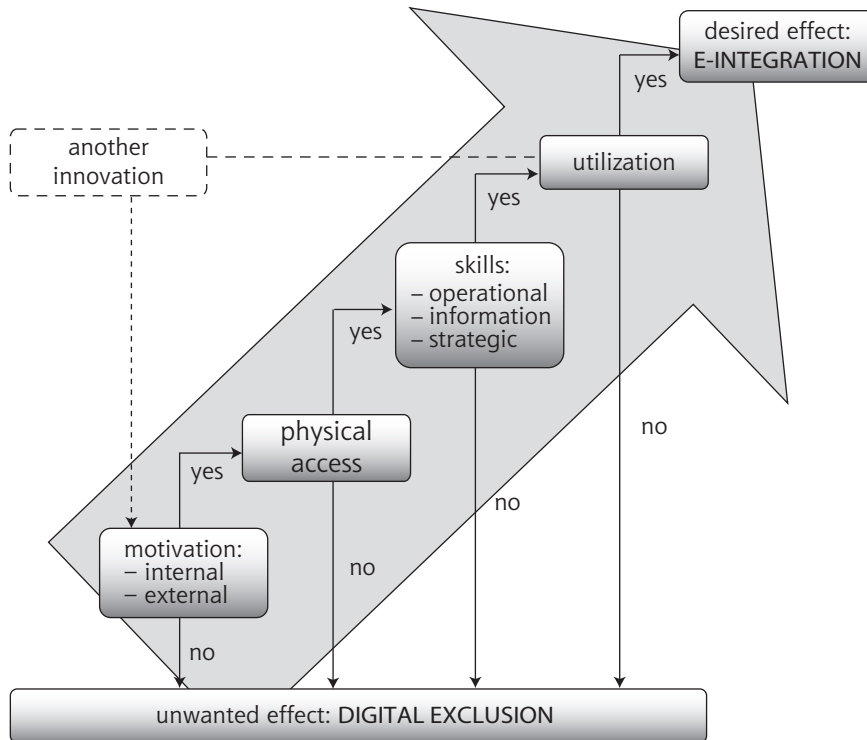 desired effect:
E-INTEGRATION
yes
another
innovation
utilization
yes
skills:
– operational
– information
– strategic
yes
physical
access
no
yes
no
motivation:
– internal
– external
no
no
unwanted effect: DIGITAL EXCLUSION